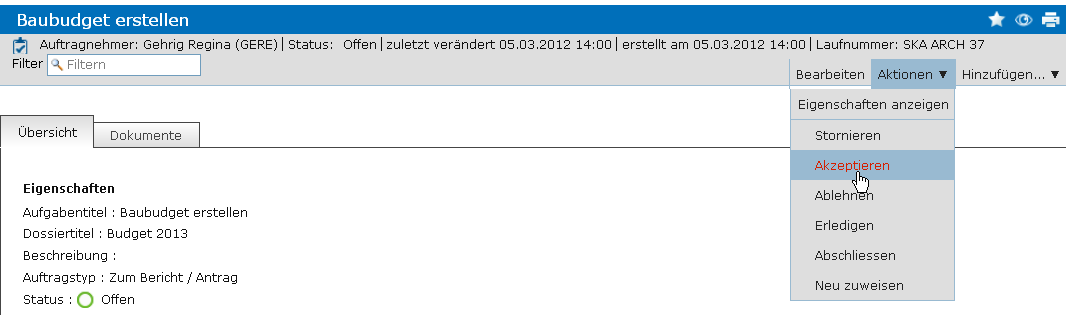 Baubudget erstellen
Auftragnehmer: Gehrig Regina (GERE) | Status: Offen | zuletzt verändert 05.03.2012 14:00 | erstellt am 05.03.2012 14:00 | Laufnummer: SKA ARCH 37
Filter Filtern
Bearbeiten Aktionen ▼ Hinzufügen... ▼
Eigenschaften anzeigen
Stornieren
Akzeptieren
Ablehnen
Erledigen
Abschliessen
Neu zuweisen
Übersicht Dokumente
Eigenschaften
Aufgabentitel : Baubudget erstellen
Dossiertitel : Budget 2013
Beschreibung :
Auftragstyp : Zum Bericht / Antrag
Status : Offen